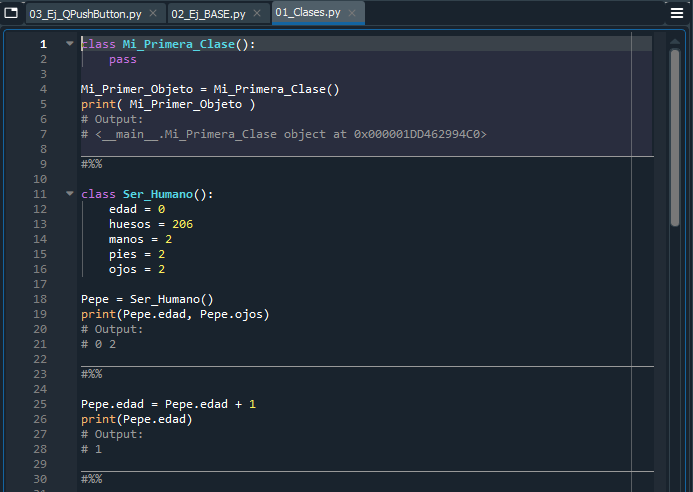 03_Ej_QPushButton.py 02_Ej_BASE.py 01_Clases.py
1 class Mi_Primera_Clase():
2     pass
3
4 Mi_Primer_Objeto = Mi_Primera_Clase()
5 print( Mi_Primer_Objeto )
6 # Output:
7 # <__main__.Mi_Primera_Clase object at 0x000001DD462994C0>
8
9 #%%
10
11 class Ser_Humano():
12     edad = 0
13     huesos = 206
14     manos = 2
15     pies = 2
16     ojos = 2
17
18 Pepe = Ser_Humano()
19 print(Pepe.edad, Pepe.ojos)
20 # Output:
21 # 0 2
22
23 #%%
24
25 Pepe.edad = Pepe.edad + 1
26 print(Pepe.edad)
27 # Output:
28 # 1
29
30 #%%